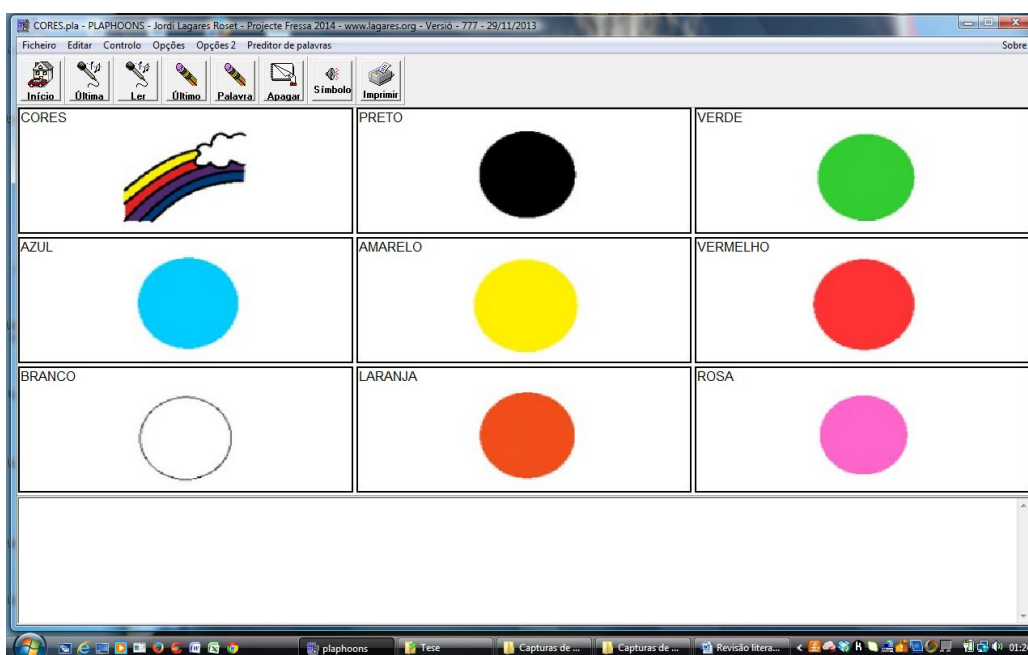 CORES.pla - PLAPHOONS - Jordi Lagares Roset - Projecte Fressa 2014 - www.lagares.org - Versió - 777 - 29/11/2013
Ficheiro Editar Controlo Opções Opções 2 Preditor de palavras Sobre
Início Última Ler Último Palavra Apagar Símbolo Imprimir
CORES PRETO VERDE
AZUL AMARELO VERMELHO
BRANCO LARANJA ROSA
plaphoons Tese Capturas de ... Capturas de ... Revisão litera...